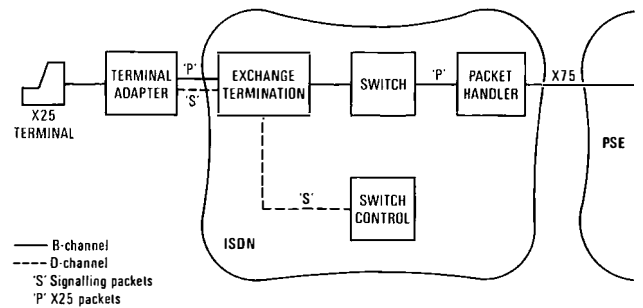 X25
TERMINAL
TERMINAL
ADAPTER
'P'
'S'
EXCHANGE
TERMINATION
SWITCH
'P'
PACKET
HANDLER
X75
PSE
'S'
SWITCH
CONTROL
ISDN
B-channel
D-channel
'S' Signalling packets
'P' X25 packets